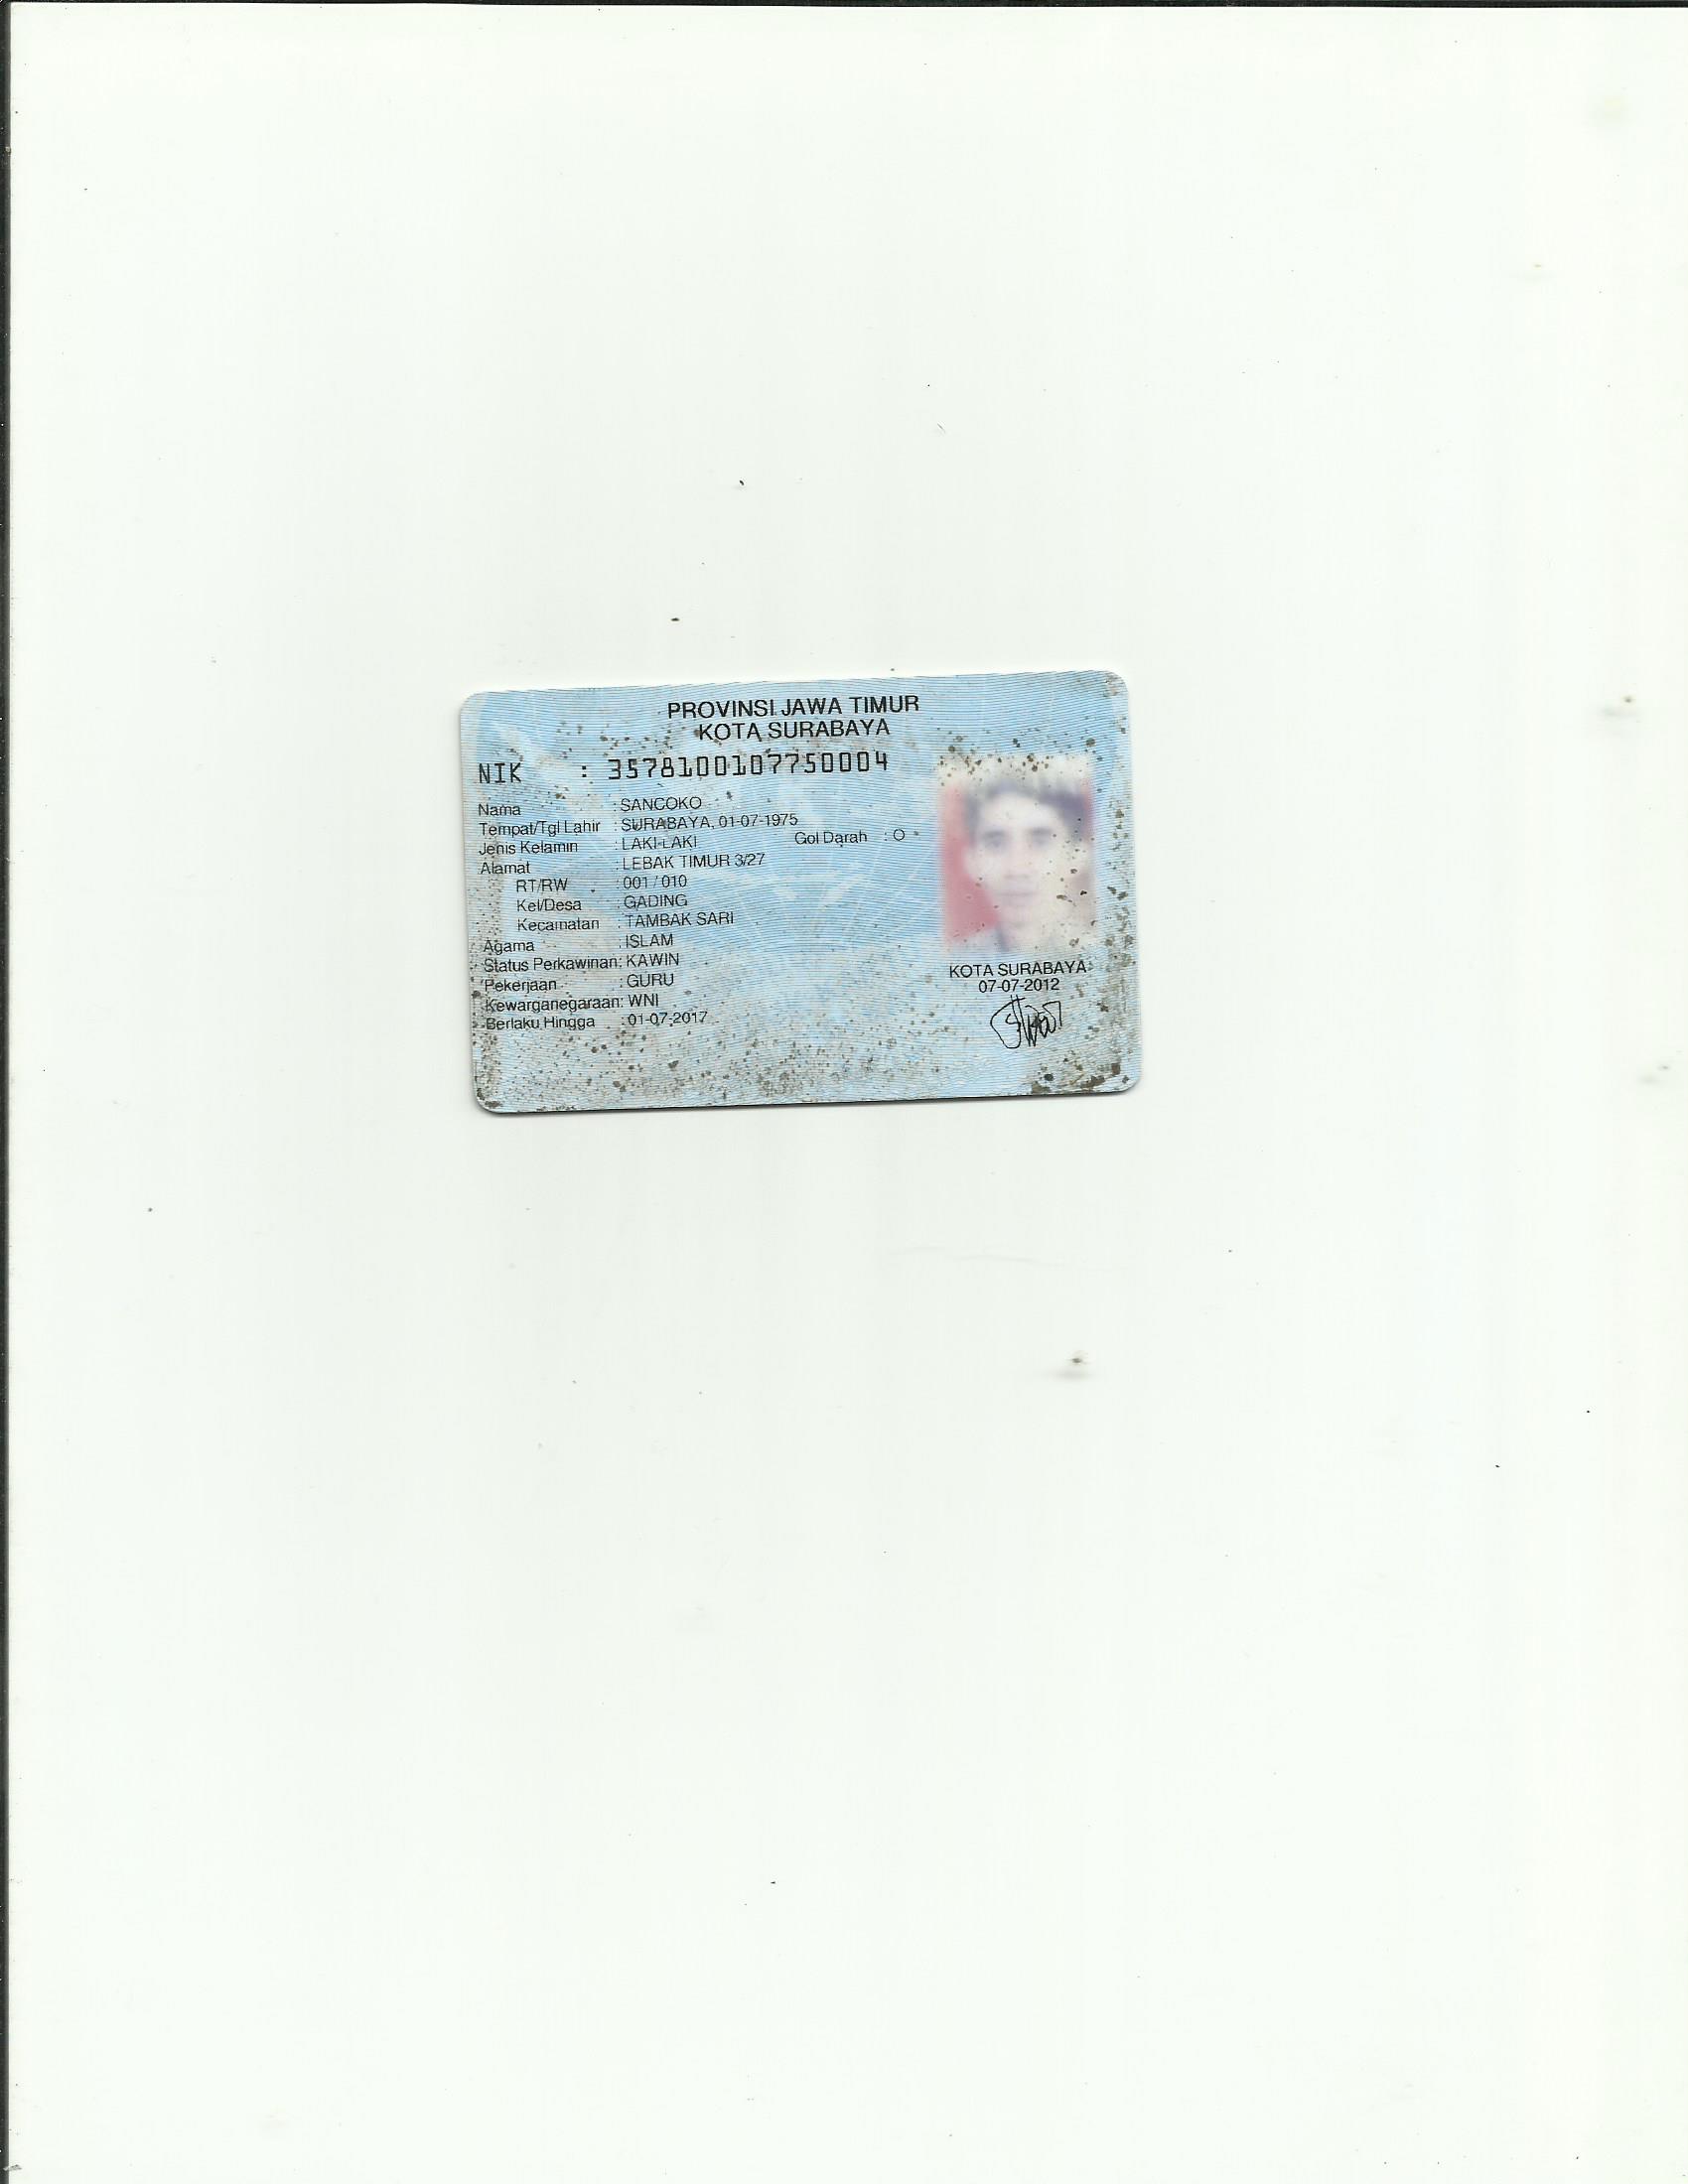 PROVINSI JAWA TIMUR
KOTA SURABAYA
NIK : 3578100107750004
Nama : SANCOKO
Tempat/Tgl Lahir : SURABAYA, 01-07-1975
Jenis Kelamin : LAKI-LAKI Gol Darah : O
Alamat : LEBAK TIMUR 3/27
RT/RW : 001 / 010
Kel/Desa : GADING
Kecamatan : TAMBAK SARI
Agama : ISLAM
Status Perkawinan: KAWIN
Pekerjaan : GURU
Kewarganegaraan: WNI
Berlaku Hingga : 01-07-2017
KOTA SURABAYA
07-07-2012